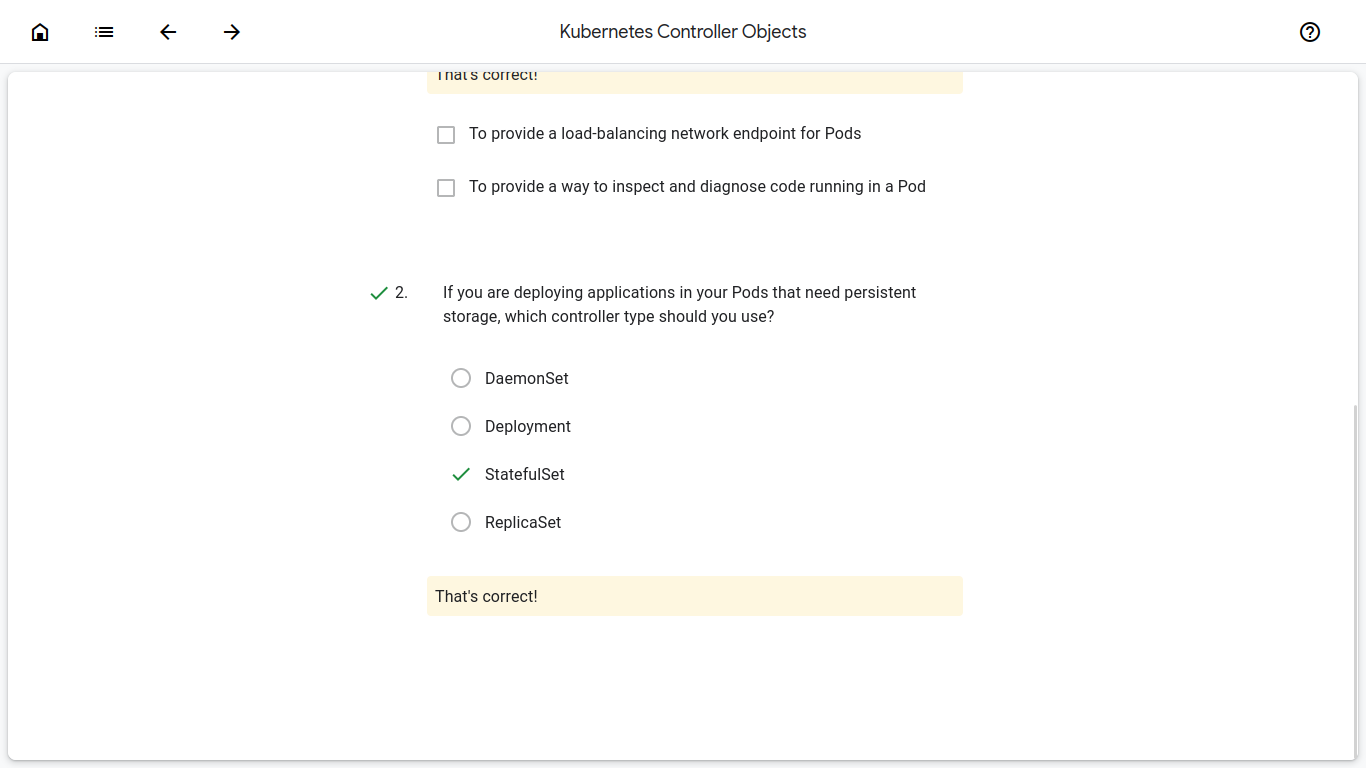 Kubernetes Controller Objects
That's correct!
To provide a load-balancing network endpoint for Pods
To provide a way to inspect and diagnose code running in a Pod
2.
If you are deploying applications in your Pods that need persistent
storage, which controller type should you use?
DaemonSet
Deployment
StatefulSet
ReplicaSet
That's correct!